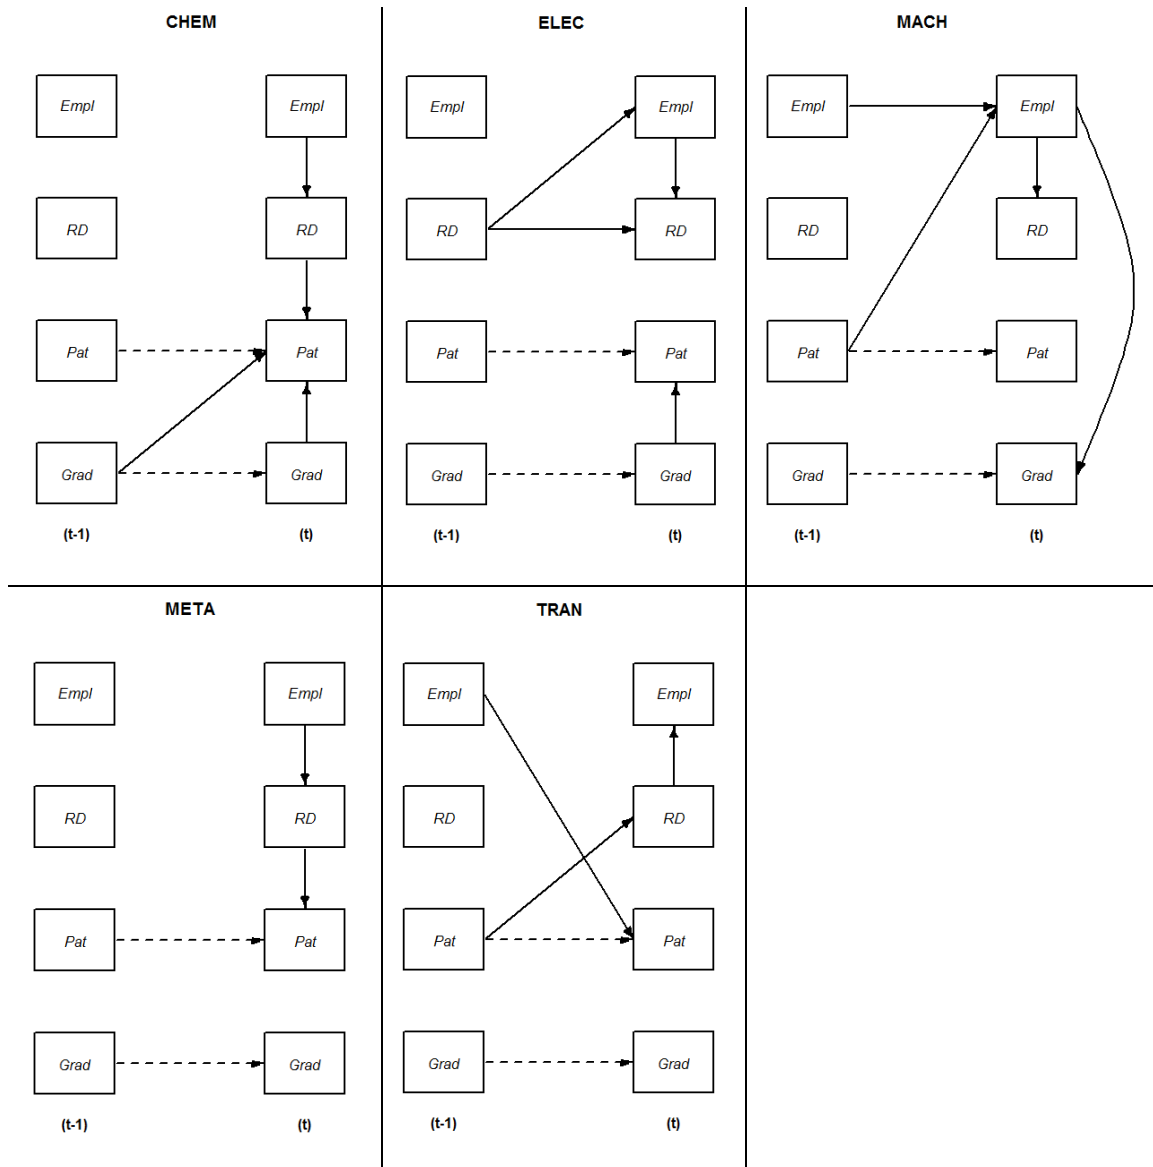 CHEM
Empl Empl
RD RD
Pat Pat
Grad Grad
(t-1) (t)
ELEC
Empl Empl
RD RD
Pat Pat
Grad Grad
(t-1) (t)
MACH
Empl Empl
RD RD
Pat Pat
Grad Grad
(t-1) (t)
META
Empl Empl
RD RD
Pat Pat
Grad Grad
(t-1) (t)
TRAN
Empl Empl
RD RD
Pat Pat
Grad Grad
(t-1) (t)